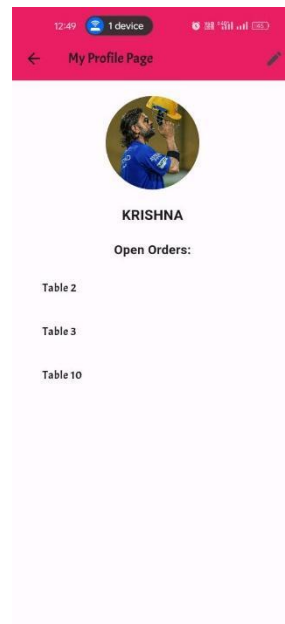 12:49 1 device
My Profile Page
KRISHNA
Open Orders:
Table 2
Table 3
Table 10